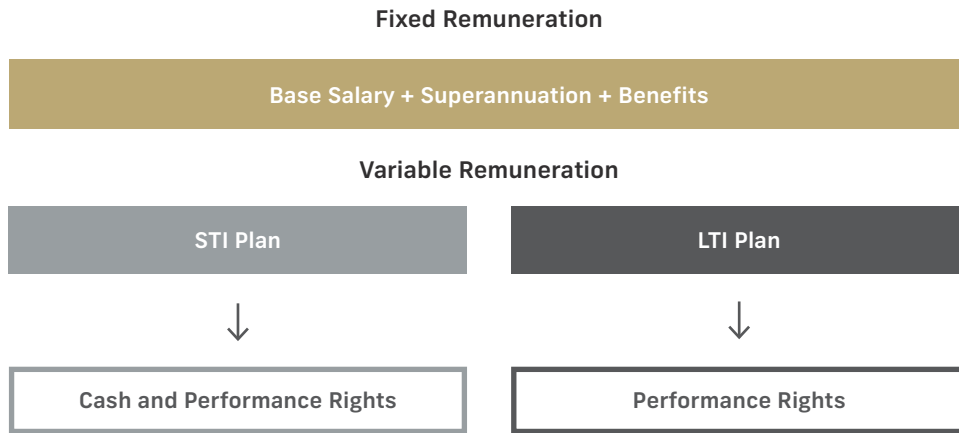 Fixed Remuneration
Base Salary + Superannuation + Benefits
Variable Remuneration
STI Plan
LTI Plan
Cash and Performance Rights
Performance Rights